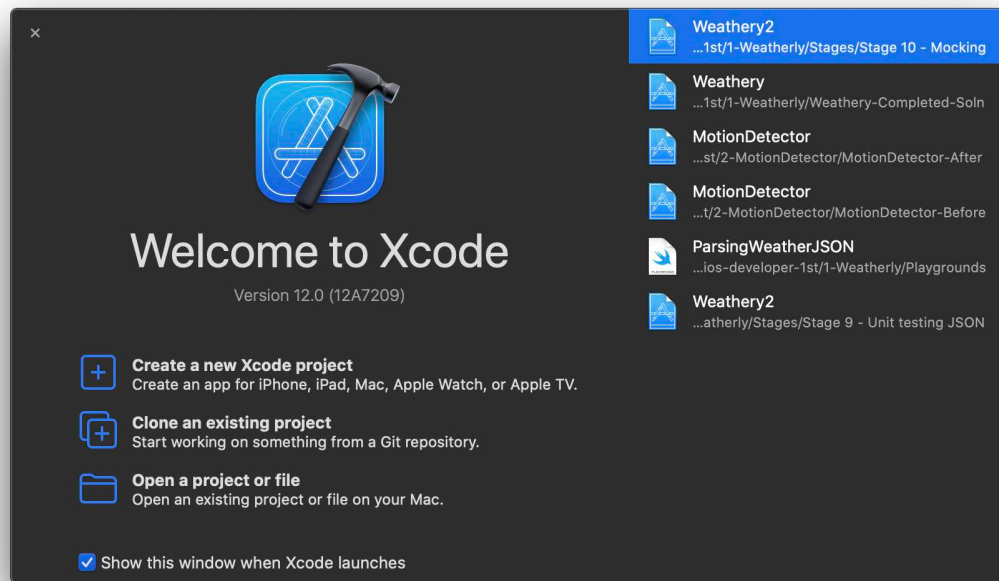 Welcome to Xcode
Version 12.0 (12A7209)
Create a new Xcode project
Create an app for iPhone, iPad, Mac, Apple Watch, or Apple TV.
Clone an existing project
Start working on something from a Git repository.
Open a project or file
Open an existing project or file on your Mac.
Show this window when Xcode launches
Weathery2
...1st/1-Weatherly/Stages/Stage 10 - Mocking
Weathery
...1st/1-Weatherly/Weathery-Completed-Soln
MotionDetector
...st/2-MotionDetector/MotionDetector-After
MotionDetector
...t/2-MotionDetector/MotionDetector-Before
ParsingWeatherJSON
...ios-developer-1st/1-Weatherly/Playgrounds
Weathery2
...atherly/Stages/Stage 9 - Unit testing JSON